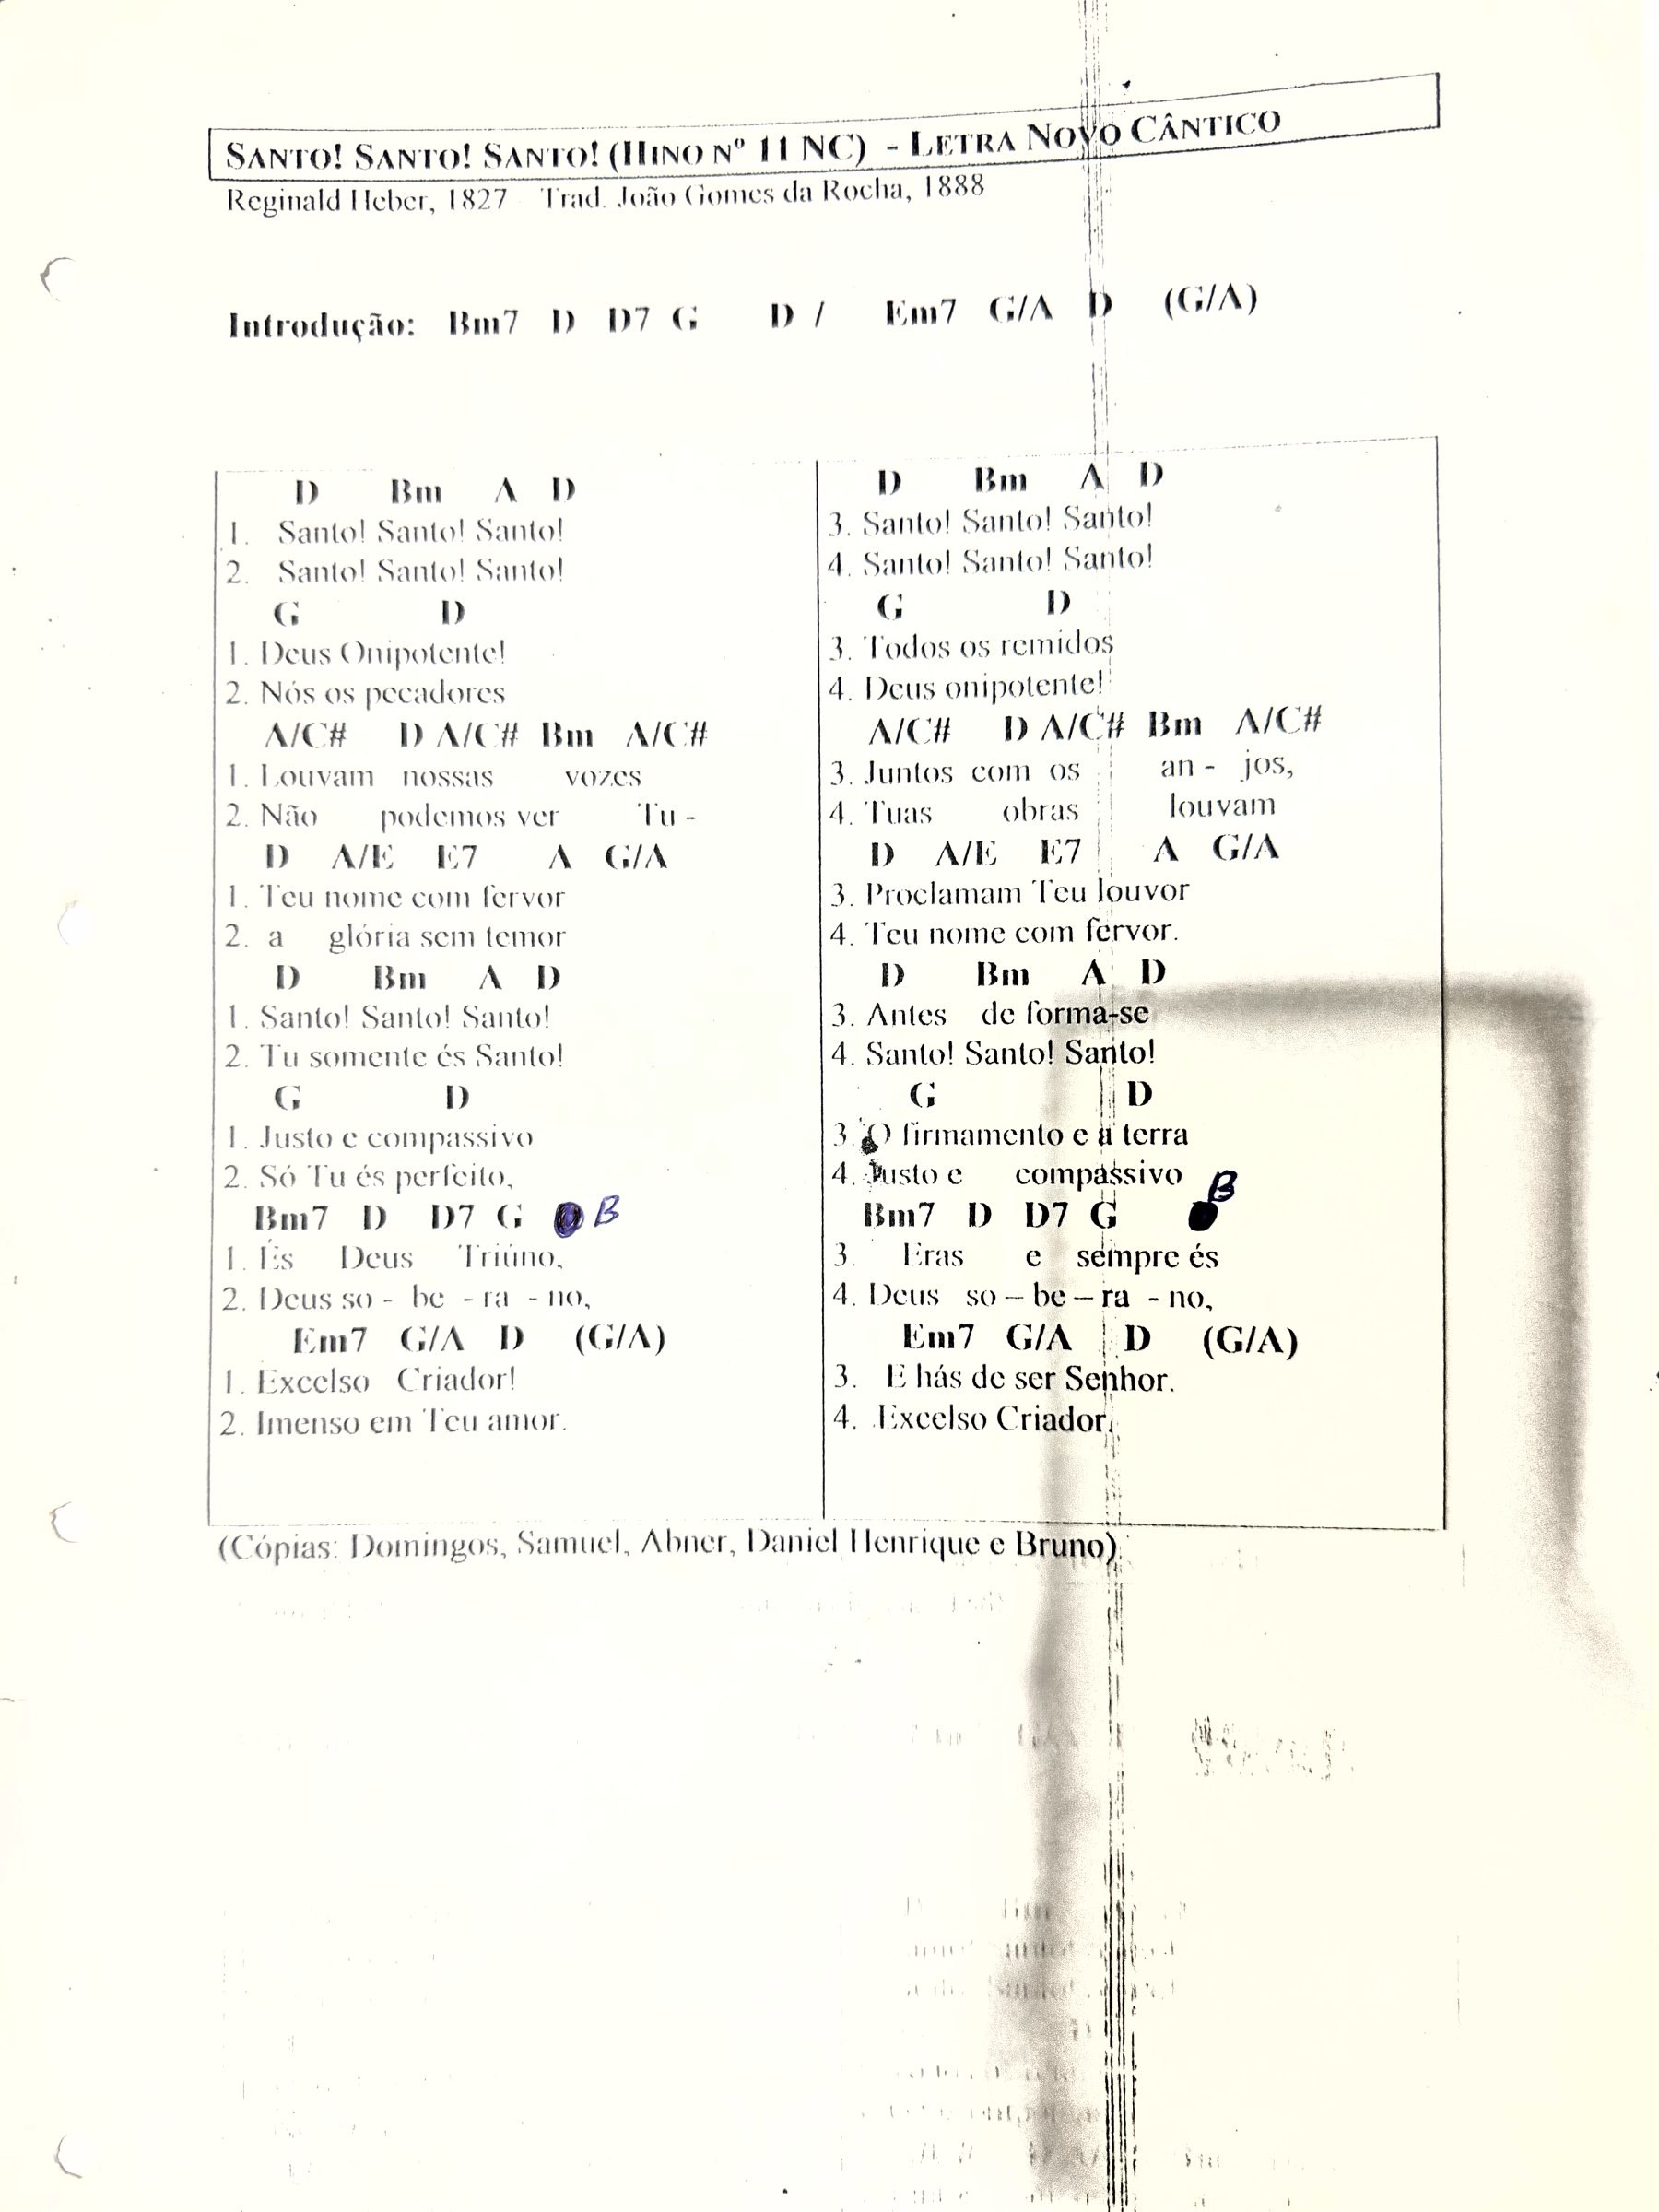 SANTO! SANTO! SANTO! (HINO Nº 11 NC) - LETRA NOVO CÂNTICO
Reginald Heber, 1827 Trad. João Gomes da Rocha, 1888
Introdução: Bm7 D D7 G D / Em7 G/A D (G/A)
D Bm A D
1. Santo! Santo! Santo!
2. Santo! Santo! Santo!
G D
1. Deus Onipotente!
2. Nós os pecadores
A/C# D A/C# Bm A/C#
1. Louvam nossas vozes
2. Não podemos ver Tu -
D A/E E7 A G/A
1. Teu nome com fervor
2. a glória sem temor
D Bm A D
1. Santo! Santo! Santo!
2. Tu somente és Santo!
G D
1. Justo e compassivo
2. Só Tu és perfeito,
Bm7 D D7 G B
1. És Deus Triúno,
2. Deus so - be - ra - no,
Em7 G/A D (G/A)
1. Excelso Criador!
2. Imenso em Teu amor.
D Bm A D
3. Santo! Santo! Santo!
4. Santo! Santo! Santo!
G D
3. Todos os remidos
4. Deus onipotente!
A/C# D A/C# Bm A/C#
3. Juntos com os an - jos,
4. Tuas obras louvam
D A/E E7 A G/A
3. Proclamam Teu louvor
4. Teu nome com fervor.
D Bm A D
3. Antes de forma-se
4. Santo! Santo! Santo!
G D
3. O firmamento e a terra
4. Justo e compassivo
Bm7 D D7 G B
3. Eras e sempre és
4. Deus so – be – ra - no,
Em7 G/A D (G/A)
3. E hás de ser Senhor.
4. Excelso Criador.
(Cópias: Domingos, Samuel, Abner, Daniel Henrique e Bruno)